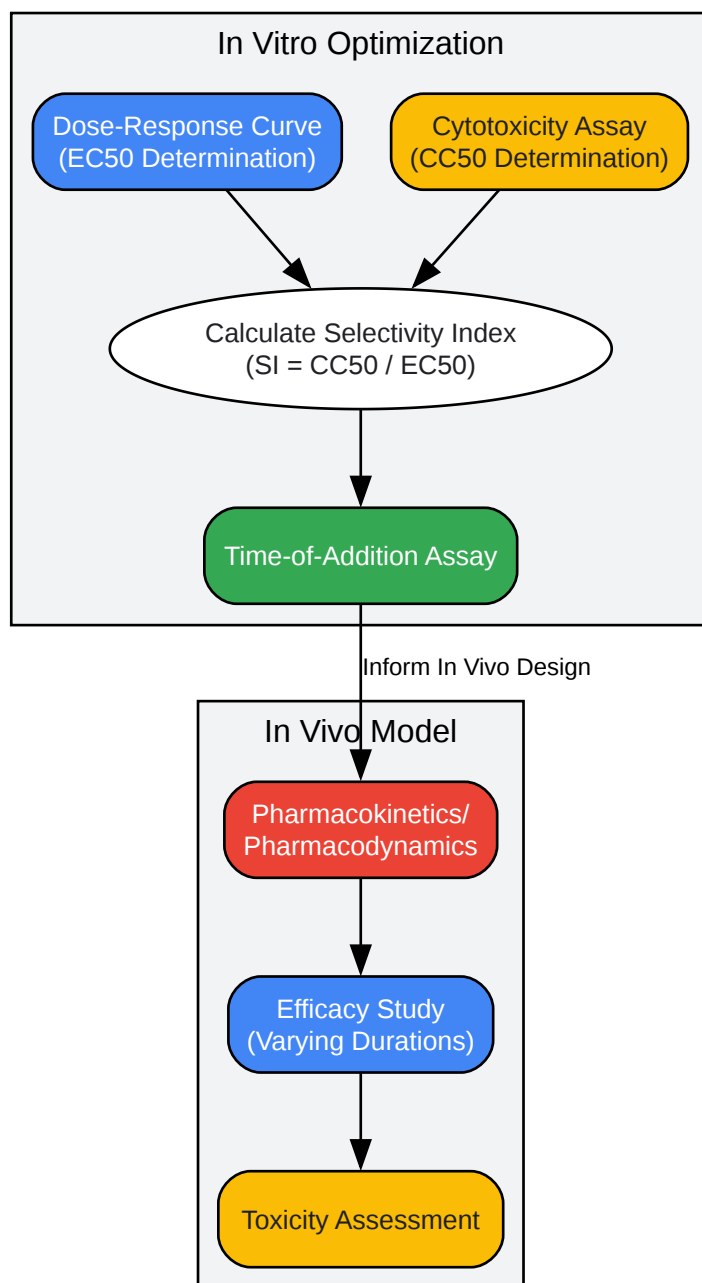 In Vitro Optimization
Dose-Response Curve
(EC50 Determination)
Cytotoxicity Assay
(CC50 Determination)
Calculate Selectivity Index
(SI = CC50 / EC50)
Time-of-Addition Assay
Inform In Vivo Design
In Vivo Model
Pharmacokinetics/
Pharmacodynamics
Efficacy Study
(Varying Durations)
Toxicity Assessment